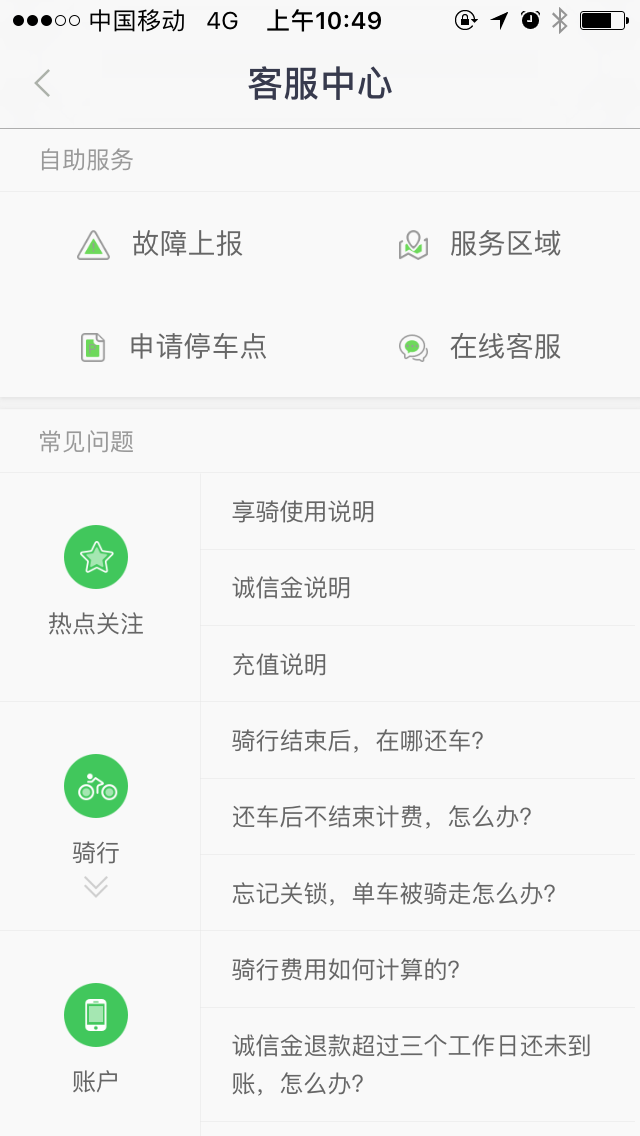 中国移动 4G 上午10:49
客服中心
自助服务
故障上报 服务区域
申请停车点 在线客服
常见问题
热点关注
享骑使用说明
诚信金说明
充值说明
骑行
骑行结束后，在哪还车？
还车后不结束计费，怎么办？
忘记关锁，单车被骑走怎么办？
账户
骑行费用如何计算的？
诚信金退款超过三个工作日还未到
账，怎么办？